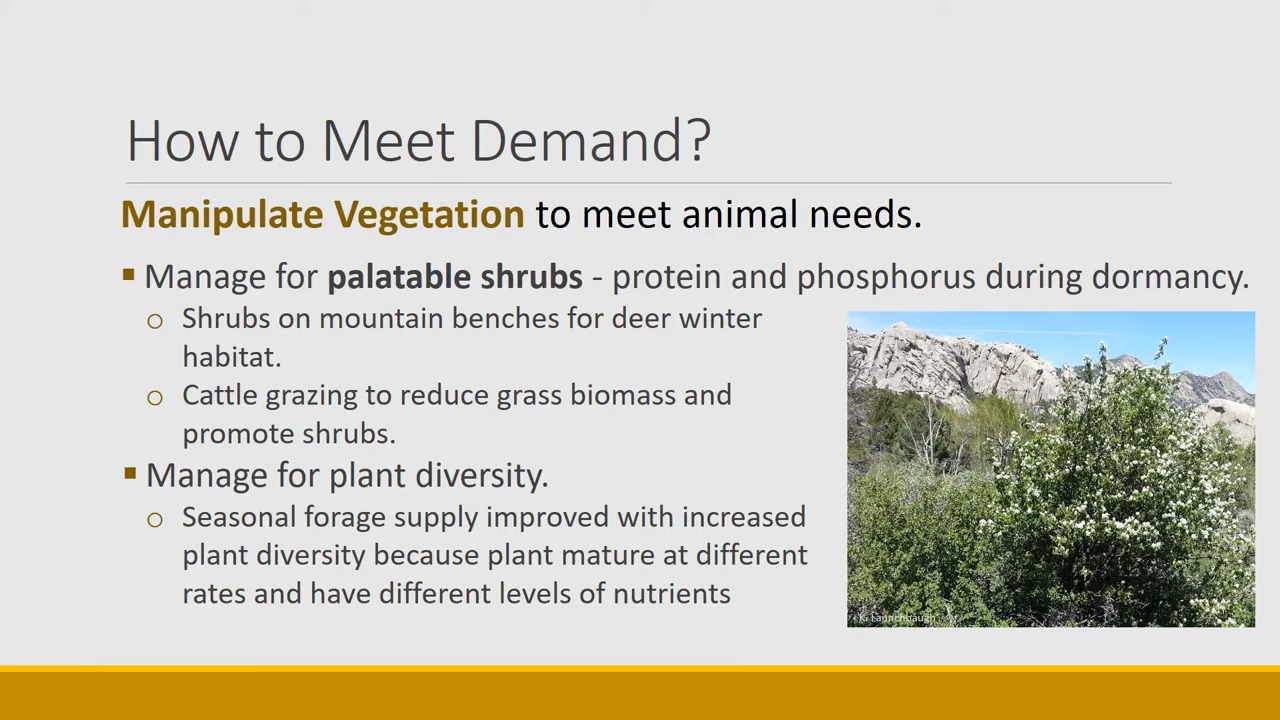 How to Meet Demand?
Manipulate Vegetation to meet animal needs.
▪ Manage for palatable shrubs - protein and phosphorus during dormancy.
o Shrubs on mountain benches for deer winter
habitat.
o Cattle grazing to reduce grass biomass and
promote shrubs.
▪ Manage for plant diversity.
o Seasonal forage supply improved with increased
plant diversity because plant mature at different
rates and have different levels of nutrients
K. Launchbaugh